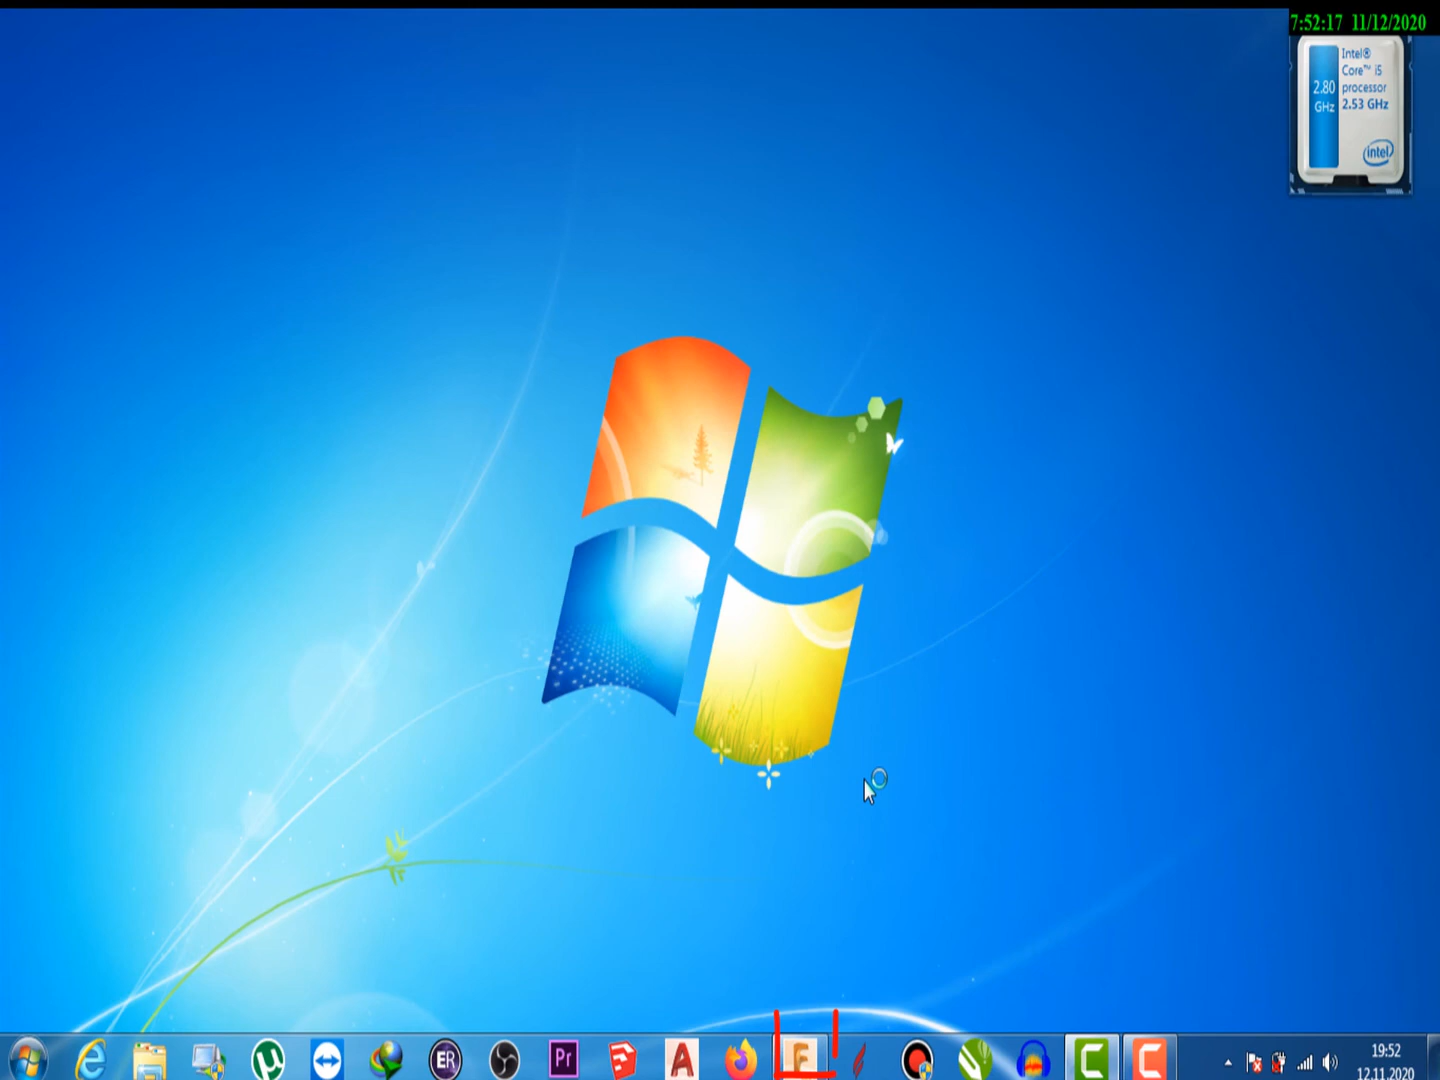 7:52:17 11/12/2020
Intel®
Core™ i5
processor
2.53 GHz
2.80
GHz
intel
ER
Pr
A
F
19:52
12.11.2020